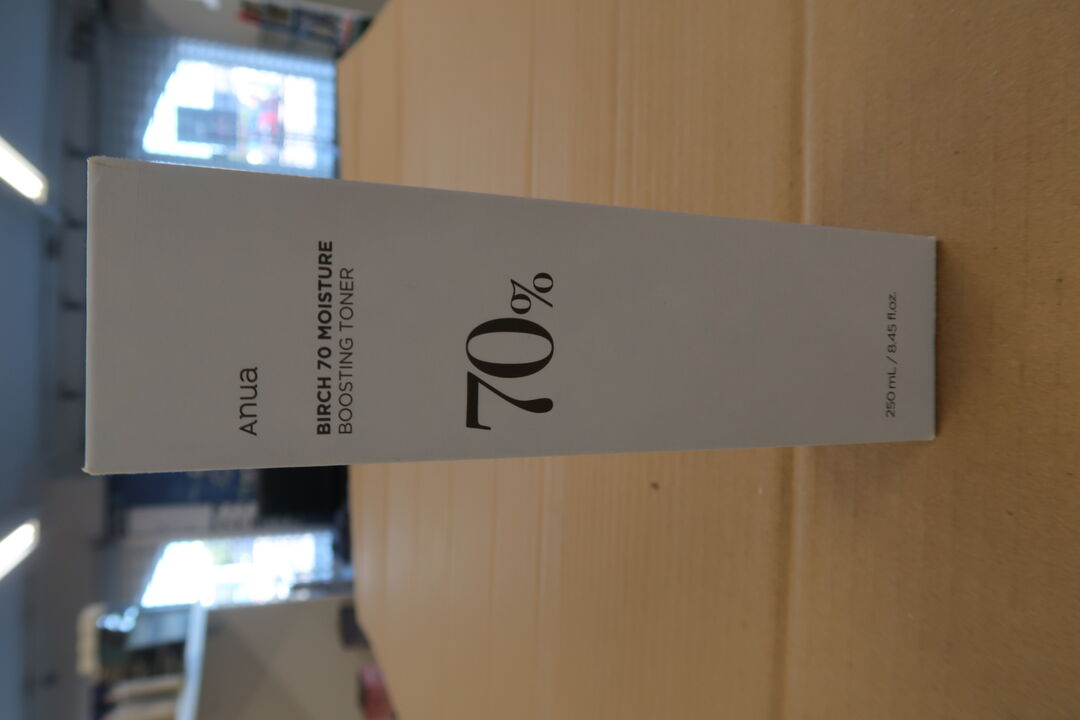 Anua
BIRCH 70 MOISTURE
BOOSTING TONER
70%
250 mL / 8.45 fl.oz.